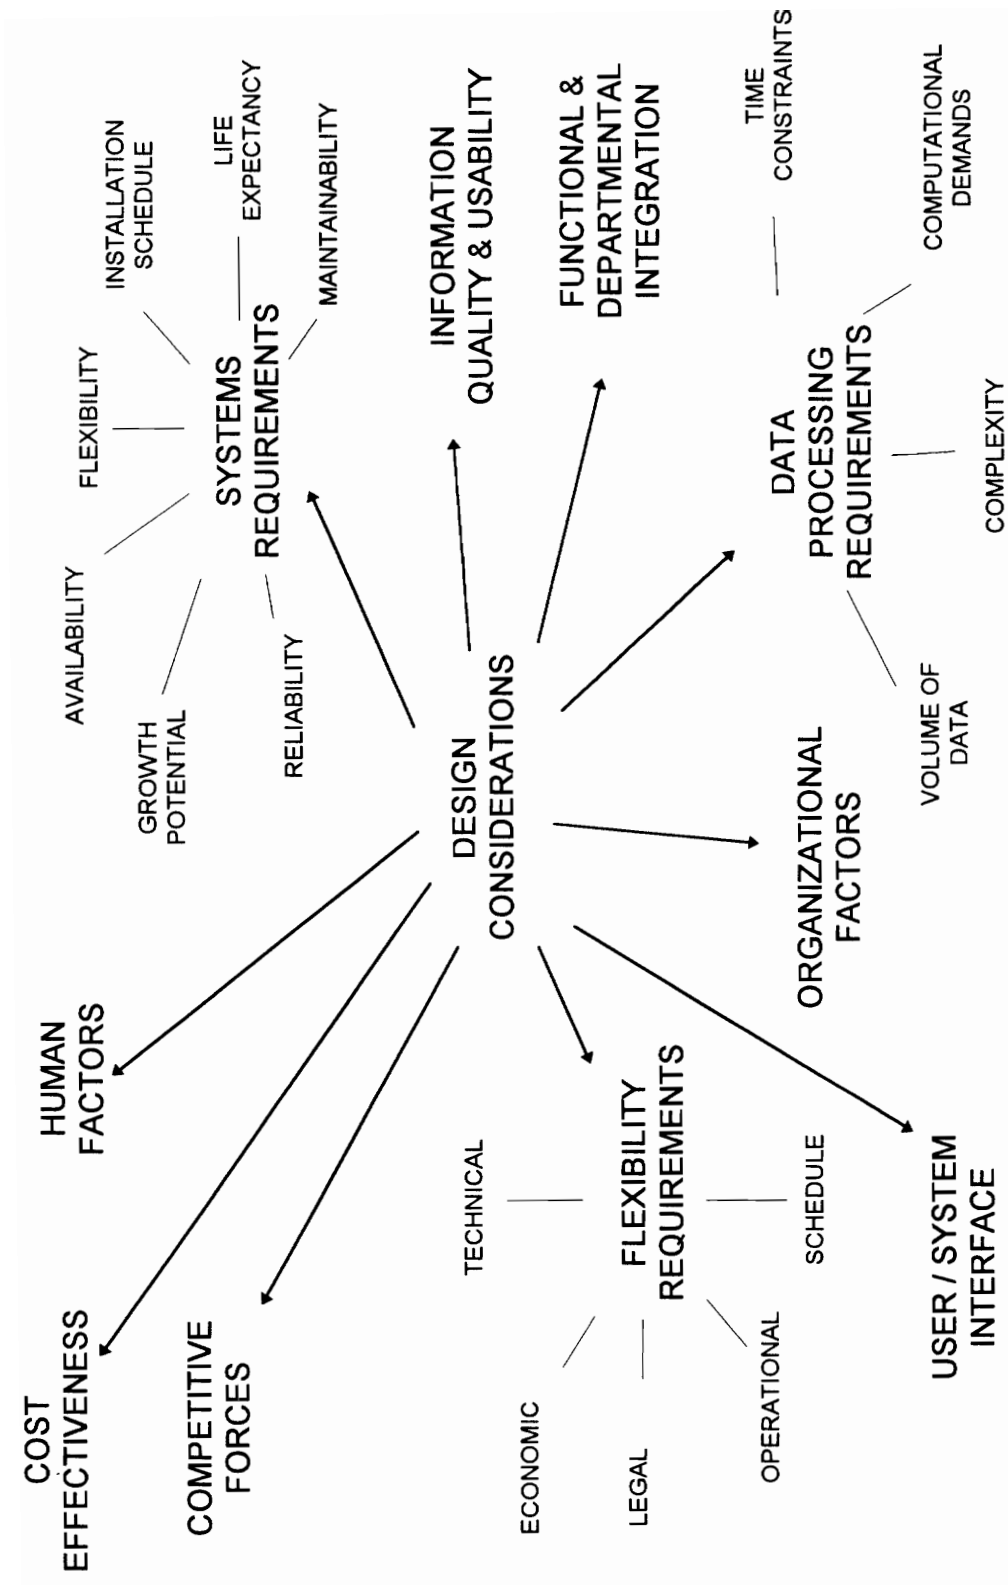 COST
EFFECTIVENESS
HUMAN
FACTORS
GROWTH
POTENTIAL
AVAILABILITY
FLEXIBILITY
INSTALLATION
SCHEDULE
LIFE
EXPECTANCY
MAINTAINABILITY
SYSTEMS
REQUIREMENTS
RELIABILITY
COMPETITIVE
FORCES
DESIGN
CONSIDERATIONS
INFORMATION
QUALITY & USABILITY
FUNCTIONAL &
DEPARTMENTAL
INTEGRATION
TECHNICAL
ECONOMIC
LEGAL
FLEXIBILITY
REQUIREMENTS
OPERATIONAL
SCHEDULE
ORGANIZATIONAL
FACTORS
DATA
PROCESSING
REQUIREMENTS
TIME
CONSTRAINTS
COMPUTATIONAL
DEMANDS
COMPLEXITY
VOLUME OF
DATA
USER / SYSTEM
INTERFACE